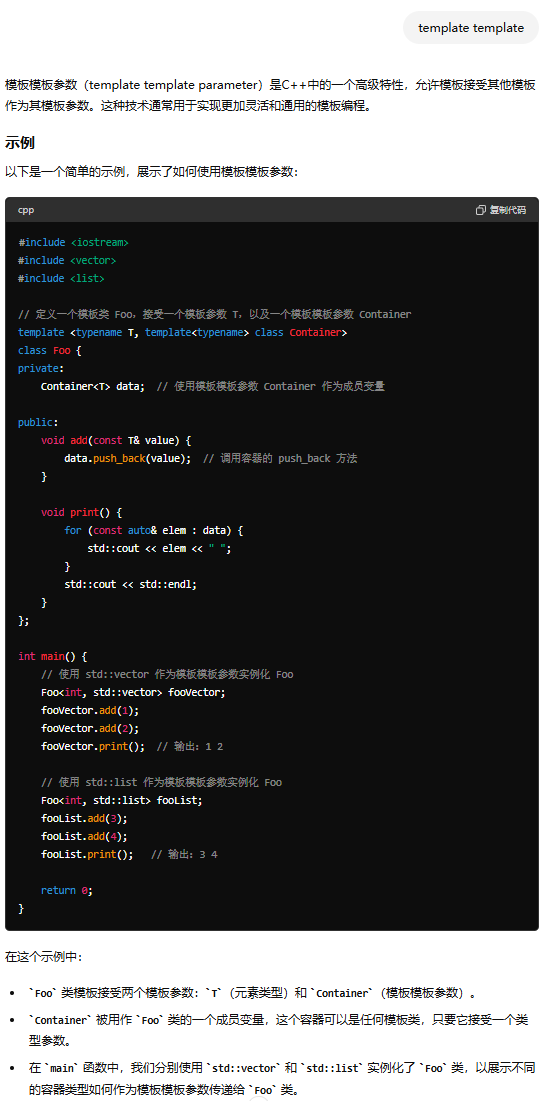 template template
模板模板参数（template template parameter）是C++中的一个高级特性，允许模板接受其他模板
作为其模板参数。这种技术通常用于实现更加灵活和通用的模板编程。
示例
以下是一个简单的示例，展示了如何使用模板模板参数：
cpp 复制代码
#include <iostream>
#include <vector>
#include <list>
// 定义一个模板类 Foo，接受一个模板参数 T，以及一个模板模板参数 Container
template <typename T, template<typename> class Container>
class Foo {
private:
    Container<T> data;  // 使用模板模板参数 Container 作为成员变量
public:
    void add(const T& value) {
        data.push_back(value);  // 调用容器的 push_back 方法
    }
    void print() {
        for (const auto& elem : data) {
            std::cout << elem << " ";
        }
        std::cout << std::endl;
    }
};
int main() {
    // 使用 std::vector 作为模板模板参数实例化 Foo
    Foo<int, std::vector> fooVector;
    fooVector.add(1);
    fooVector.add(2);
    fooVector.print();  // 输出：1 2
    // 使用 std::list 作为模板模板参数实例化 Foo
    Foo<int, std::list> fooList;
    fooList.add(3);
    fooList.add(4);
    fooList.print();   // 输出：3 4
    return 0;
}
在这个示例中：
• `Foo` 类模板接受两个模板参数：`T`（元素类型）和 `Container`（模板模板参数）。
• `Container` 被用作 `Foo` 类的一个成员变量，这个容器可以是任何模板类，只要它接受一个类
型参数。
• 在 `main` 函数中，我们分别使用 `std::vector` 和 `std::list` 实例化了 `Foo` 类，以展示不同
的容器类型如何作为模板模板参数传递给 `Foo` 类。